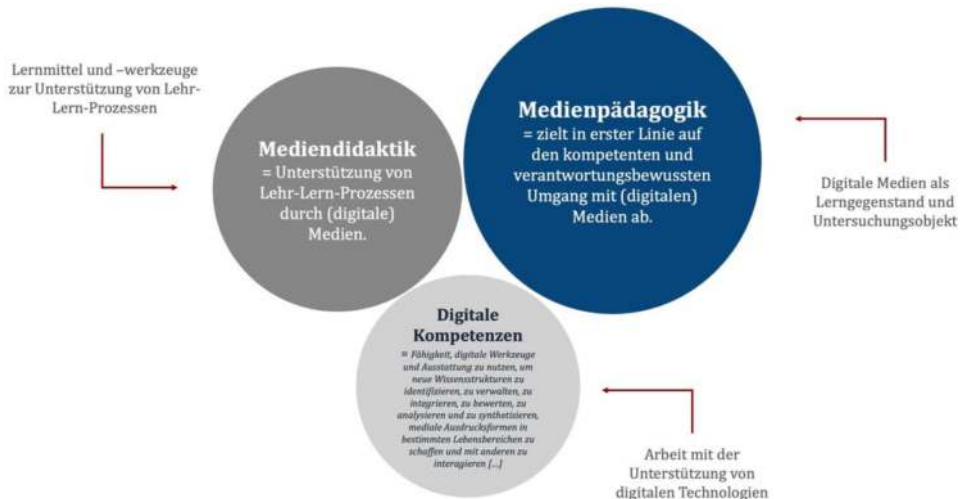 Lernmittel und –werkzeuge
zur Unterstützung von Lehr-
Lern-Prozessen
Mediendidaktik
= Unterstützung von
Lehr-Lern-Prozessen
durch (digitale)
Medien.
Medienpädagogik
= zielt in erster Linie auf
den kompetenten und
verantwortungsbewussten
Umgang mit (digitalen)
Medien ab.
Digitale Medien als
Lerngegenstand und
Untersuchungsobjekt
Digitale
Kompetenzen
= Fähigkeit, digitale Werkzeuge
und Ausstattung zu nutzen, um
neue Wissensstrukturen zu
identifizieren, zu verwalten, zu
integrieren, zu bewerten, zu
analysieren und zu synthetisieren,
mediale Ausdrucksformen in
bestimmten Lebensbereichen zu
schaffen und mit anderen zu
interagieren [...]
Arbeit mit der
Unterstützung von
digitalen Technologien